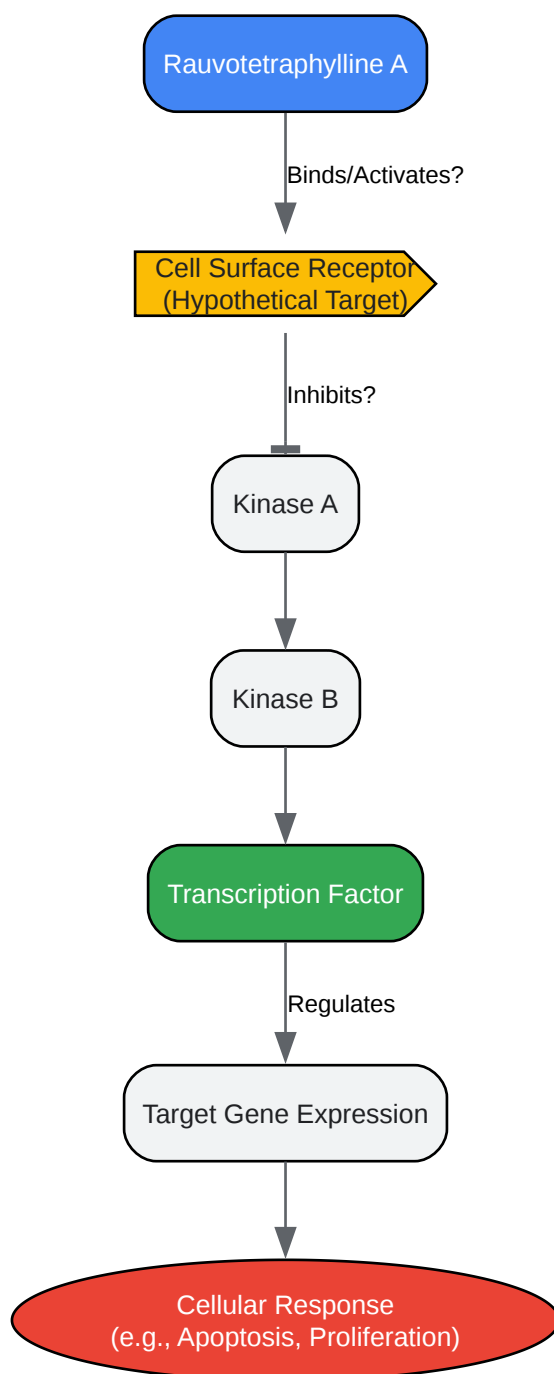 Rauvotetraphylline A
Binds/Activates?
Cell Surface Receptor
(Hypothetical Target)
Inhibits?
Kinase A
Kinase B
Transcription Factor
Regulates
Target Gene Expression
Cellular Response
(e.g., Apoptosis, Proliferation)